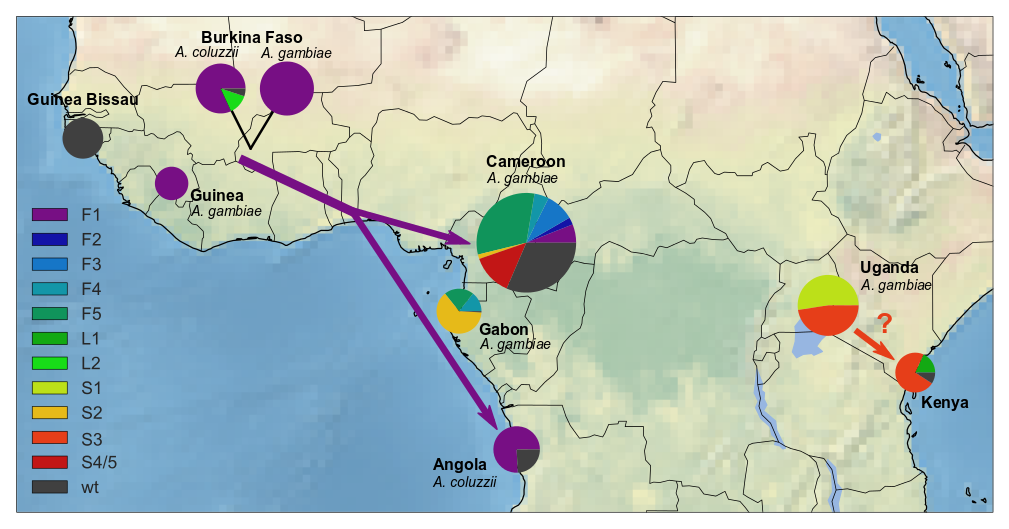 Burkina Faso
A. coluzzii
A. gambiae
Guinea Bissau
Cameroon
A. gambiae
Guinea
A. gambiae
F1
F2
F3
F4
F5
L1
L2
S1
S2
S3
S4/5
wt
Uganda
A. gambiae
?
Gabon
A. gambiae
Kenya
Angola
A. coluzzii